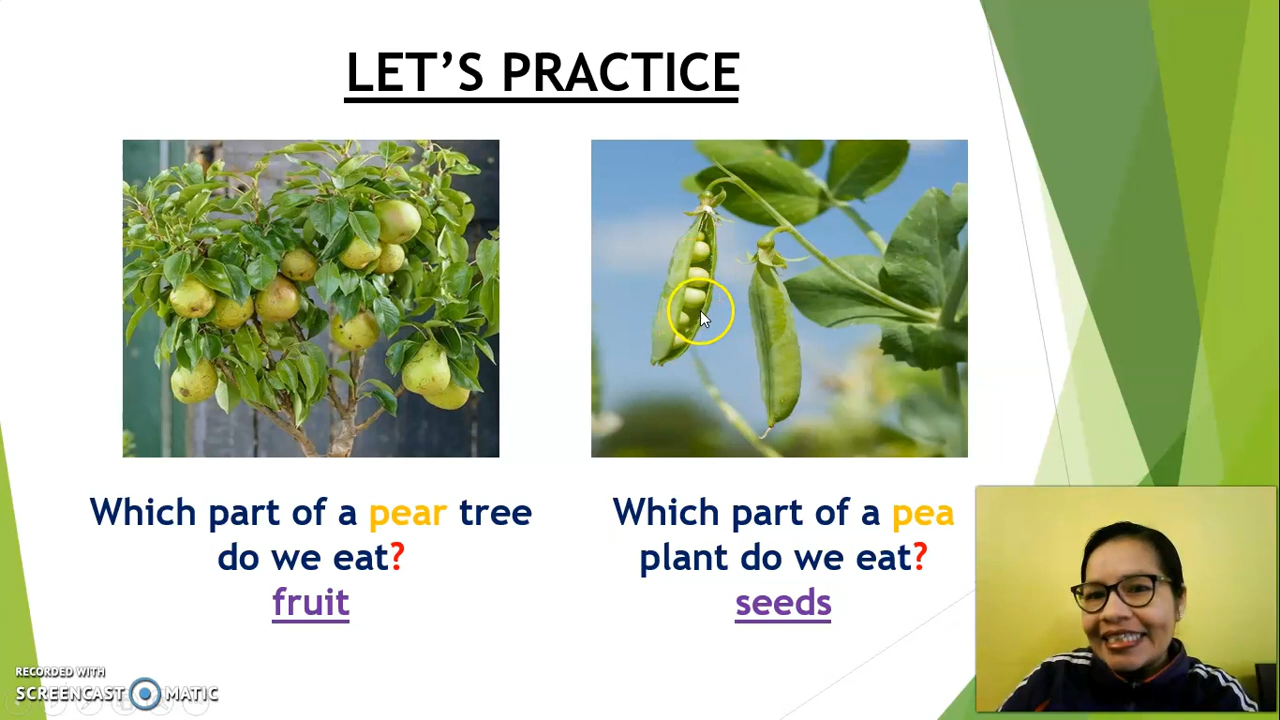 LET'S PRACTICE
Which part of a pear tree
do we eat?
fruit
Which part of a pea
plant do we eat?
seeds
RECORDED WITH
SCREENCAST MATIC